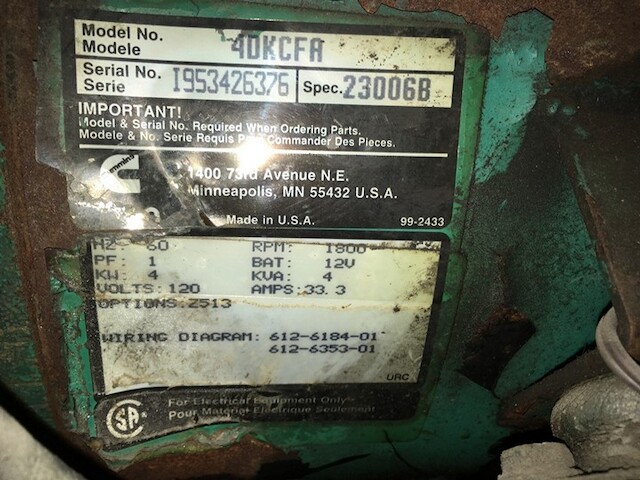 Model No.
Modele
4DKCFA
Serial No.
Serie
I953426376
Spec.
23006B
IMPORTANT!
Model & Serial No. Required When Ordering Parts.
Modele & No. Serie Requis Pour Commander Des Pieces.
1400 73rd Avenue N.E.
Minneapolis, MN 55432 U.S.A.
Made in U.S.A.
99-2433
HZ: 60 RPM: 1800
PF: 1 BAT: 12V
KW: 4 KVA: 4
VOLTS: 120 AMPS: 33.3
OPTIONS: Z513
WIRING DIAGRAM: 612-6184-01
612-6353-01
URC
For Electrical Equipment Only
Pour Material Electrique Seulement